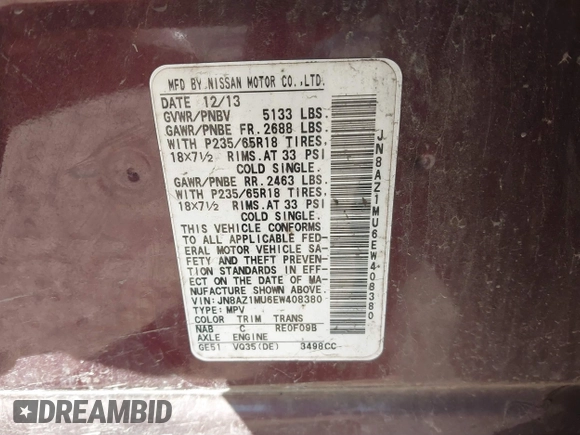 MFD BY NISSAN MOTOR CO.,LTD.
DATE 12/13
GVWR/PNBV 5133 LBS.
GAWR/PNBE FR. 2688 LBS.
WITH P235/65R18 TIRES,
18X7½ RIMS.AT 33 PSI
COLD SINGLE.
GAWR/PNBE RR. 2463 LBS.
WITH P235/65R18 TIRES,
18X7½ RIMS.AT 33 PSI
COLD SINGLE.
THIS VEHICLE CONFORMS
TO ALL APPLICABLE FED-
ERAL MOTOR VEHICLE SA-
FETY AND THEFT PREVEN-
TION STANDARDS IN EFF-
ECT ON THE DATE OF MA-
NUFACTURE SHOWN ABOVE.
VIN: JN8AZ1MU6EW408380
TYPE: MPV
COLOR TRIM TRANS
NAB C RE0F09B
AXLE ENGINE
GE51 VQ35(DE) 3498CC
JN8AZ1MU6EW408380
DREAMBID
DREAMBID